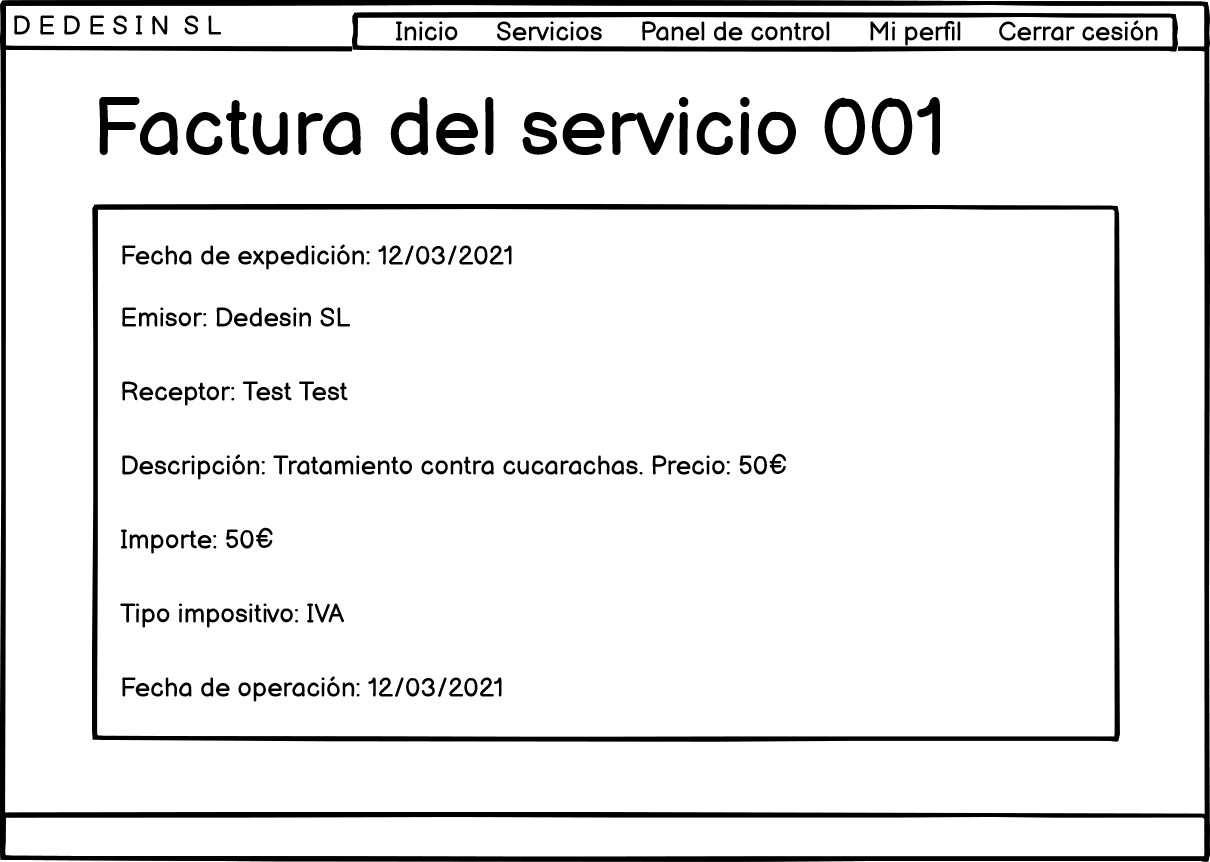 DEDESIN SL
Inicio Servicios Panel de control Mi perfil Cerrar cesión
Factura del servicio 001
Fecha de expedición: 12/03/2021
Emisor: Dedesin SL
Receptor: Test Test
Descripción: Tratamiento contra cucarachas. Precio: 50€
Importe: 50€
Tipo impositivo: IVA
Fecha de operación: 12/03/2021